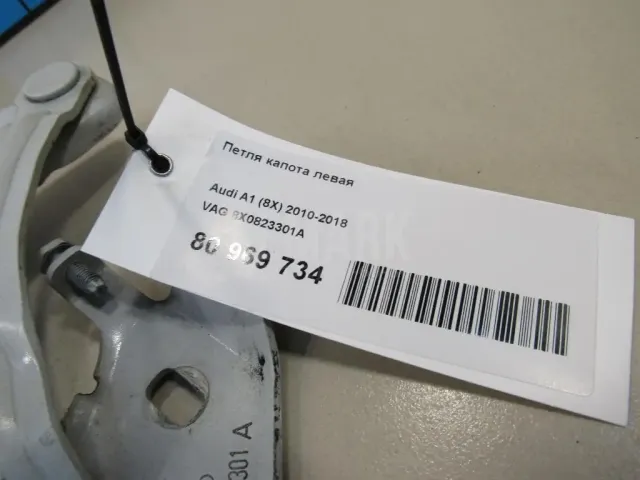 Петля капота левая
Audi A1 (8X) 2010-2018
VAG 8X0823301A
80 969 734
301 A